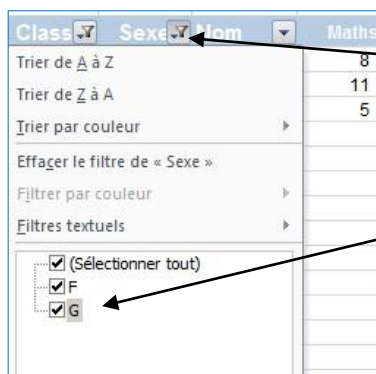 Class Sexe Nom Maths
Trier de A à Z 8
Trier de Z à A 11
Trier par couleur 5
Effacer le filtre de « Sexe »
Filtrer par couleur
Filtres textuels
(Sélectionner tout)
F
G